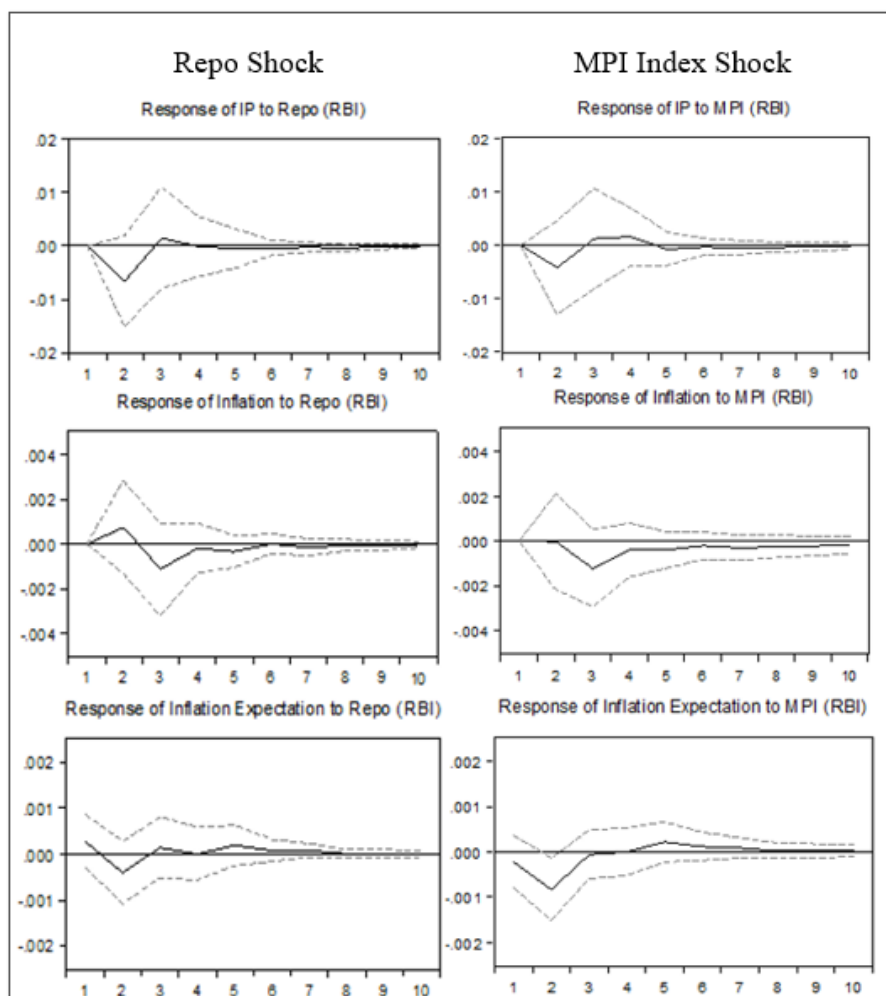 Repo Shock
MPI Index Shock
Response of IP to Repo (RBI)
.02
.01
.00
-.01
-.02
1 2 3 4 5 6 7 8 9 10
Response of IP to MPI (RBI)
.02
.01
.00
-.01
-.02
1 2 3 4 5 6 7 8 9 10
Response of Inflation to Repo (RBI)
.004
.002
.000
-.002
-.004
1 2 3 4 5 6 7 8 9 10
Response of Inflation to MPI (RBI)
.004
.002
.000
-.002
-.004
1 2 3 4 5 6 7 8 9 10
Response of Inflation Expectation to Repo (RBI)
.002
.001
.000
-.001
-.002
1 2 3 4 5 6 7 8 9 10
Response of Inflation Expectation to MPI (RBI)
.002
.001
.000
-.001
-.002
1 2 3 4 5 6 7 8 9 10